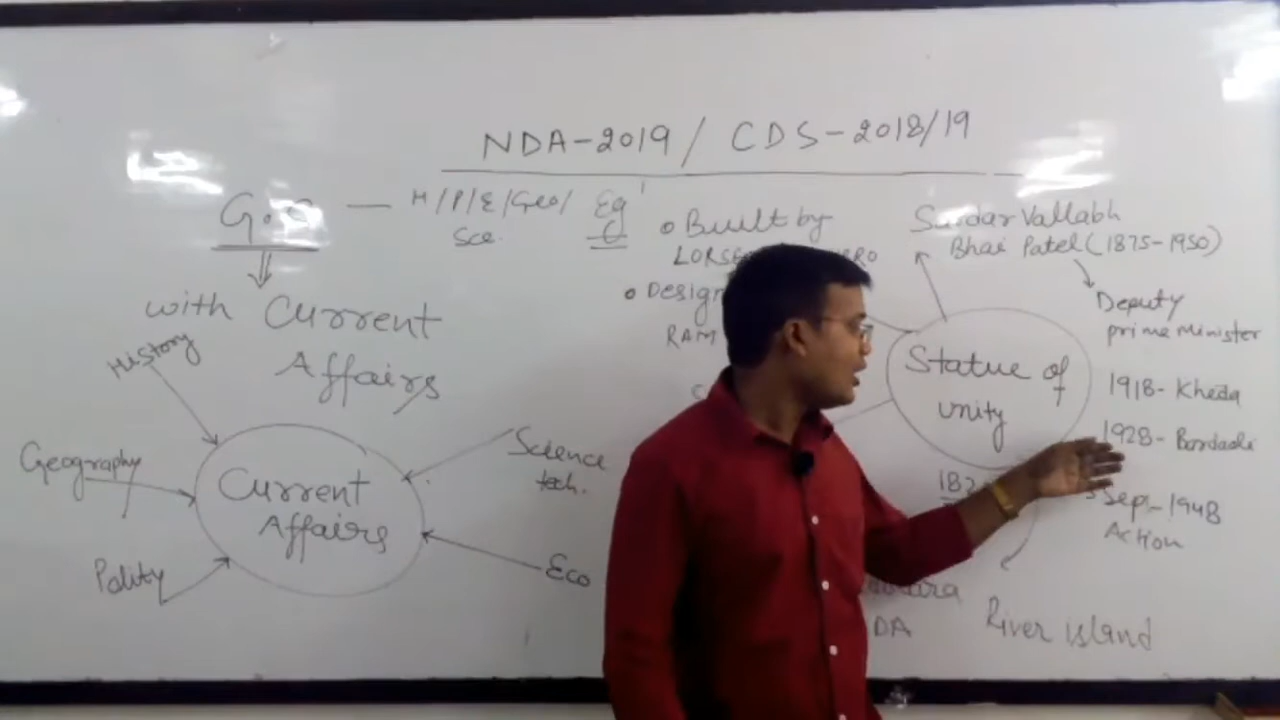 NDA-2019 / CDS-2018/19
G.S — H/P/E/Geo/ Eg
Sce.
with Current
Affairs
History
Geography
Polity
Current
Affairs
Science
tech.
Eco
• Built by
• Design
RAM
Sardar Vallabh
Bhai Patel (1875-1950)
Deputy
prime Minister
Statue of
unity
1918- Kheda
1928-
Sep.-1948
Action
DA
River island